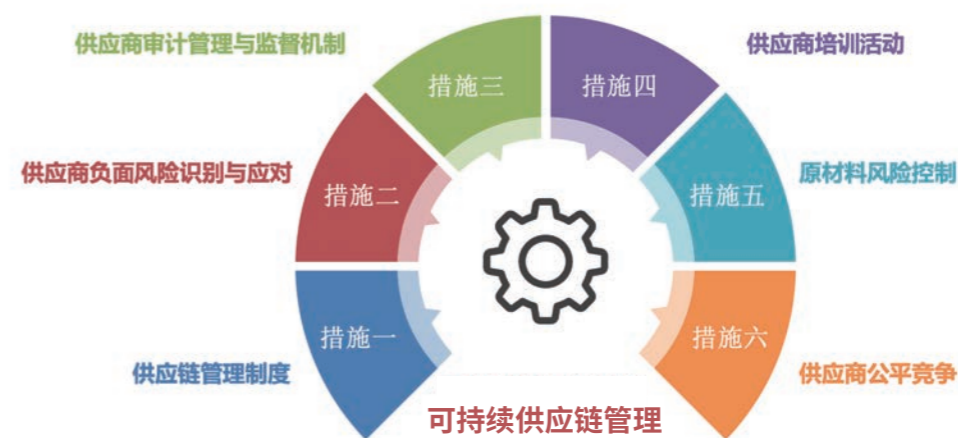 供应商审计管理与监督机制
供应商培训活动
措施三
措施四
供应商负面风险识别与应对
措施二
措施五
原材料风险控制
措施一
措施六
供应链管理制度
供应商公平竞争
可持续供应链管理